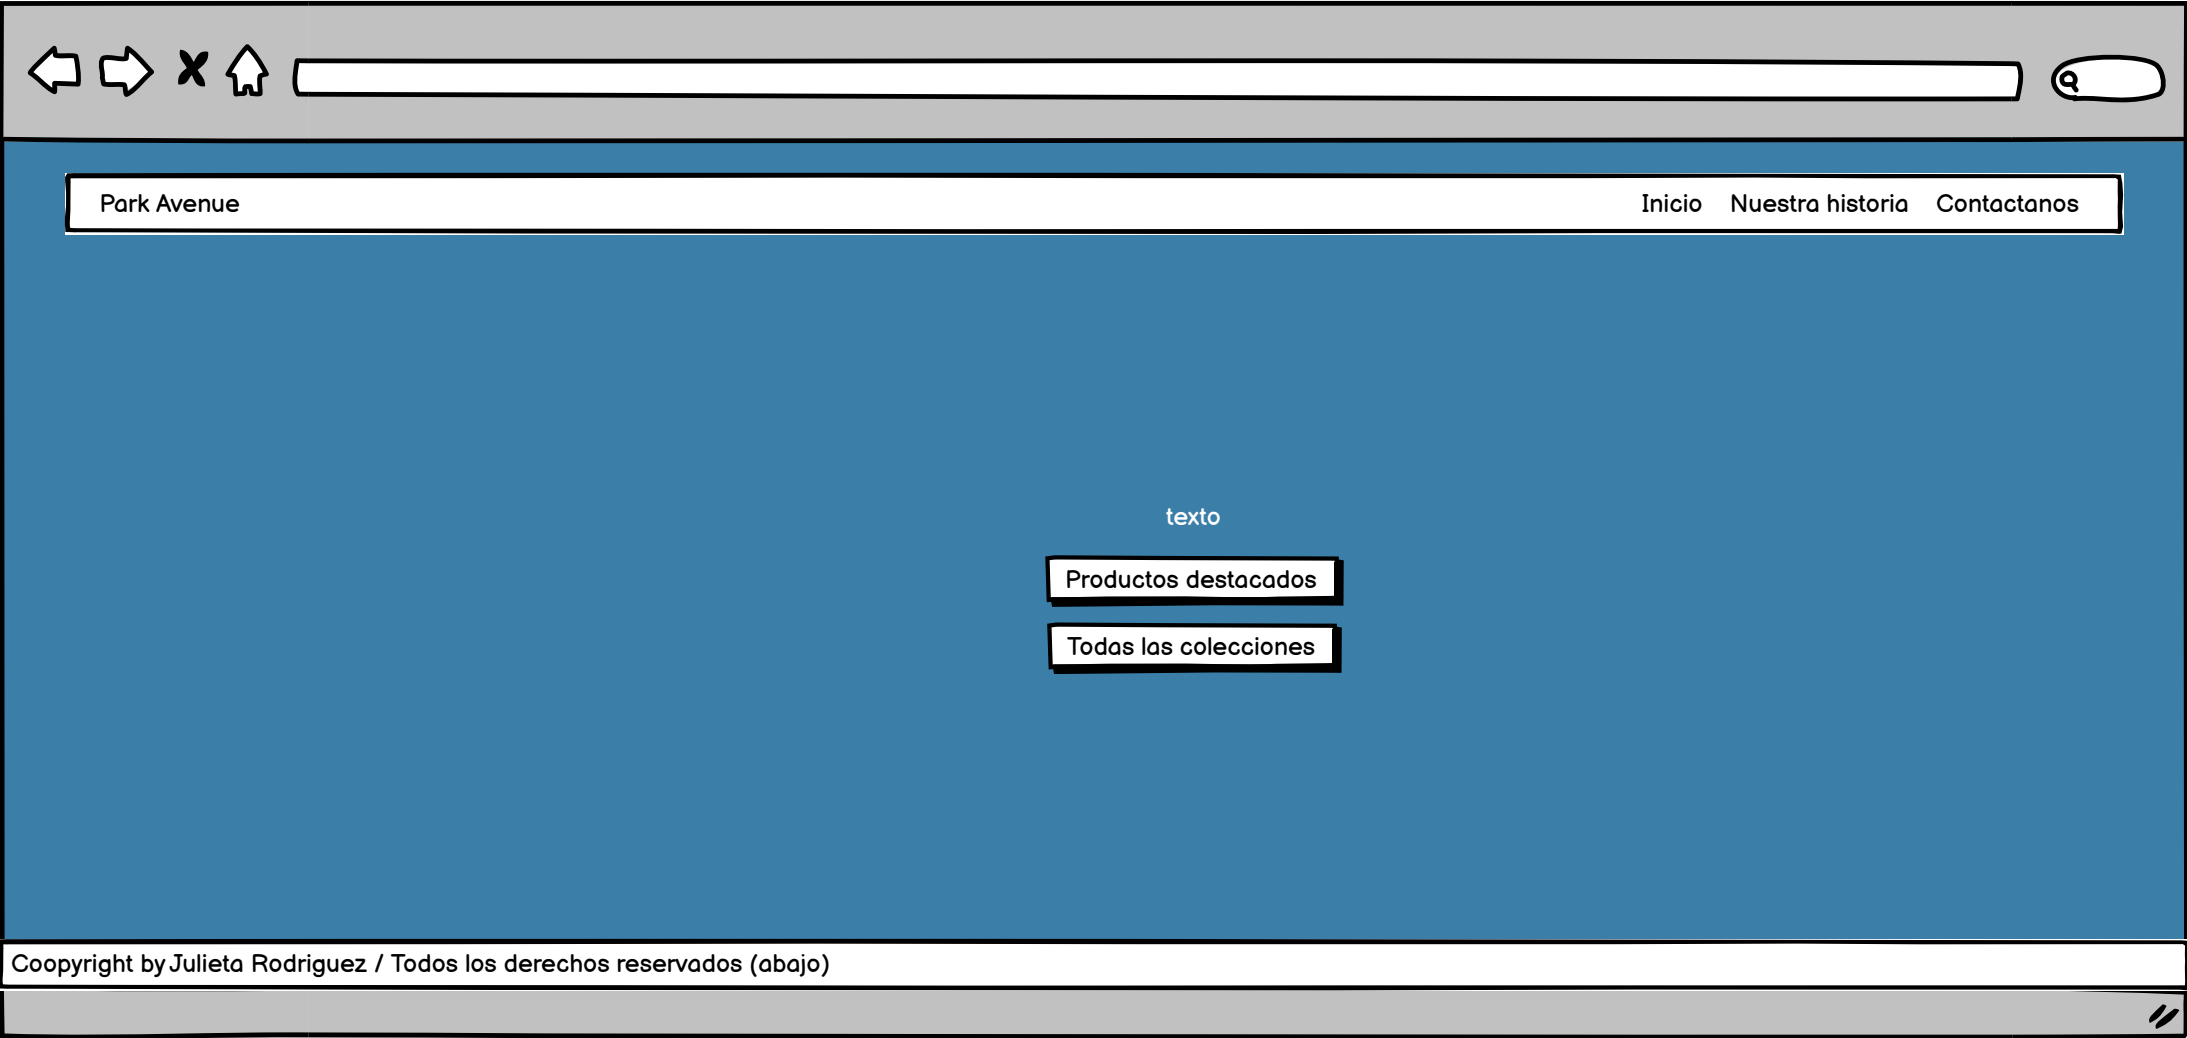 Park Avenue Inicio Nuestra historia Contactanos
texto
Productos destacados
Todas las colecciones
Coopyright by Julieta Rodriguez / Todos los derechos reservados (abajo)